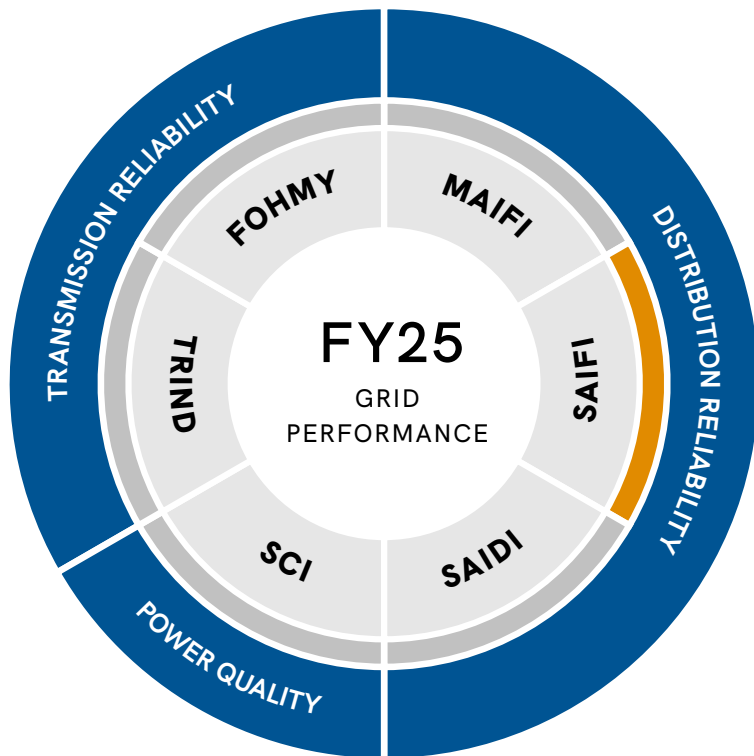 TRANSMISSION RELIABILITY
DISTRIBUTION RELIABILITY
POWER QUALITY
FOHMY
MAIFI
SAIFI
SAIDI
SCI
TRIND
FY25
GRID
PERFORMANCE